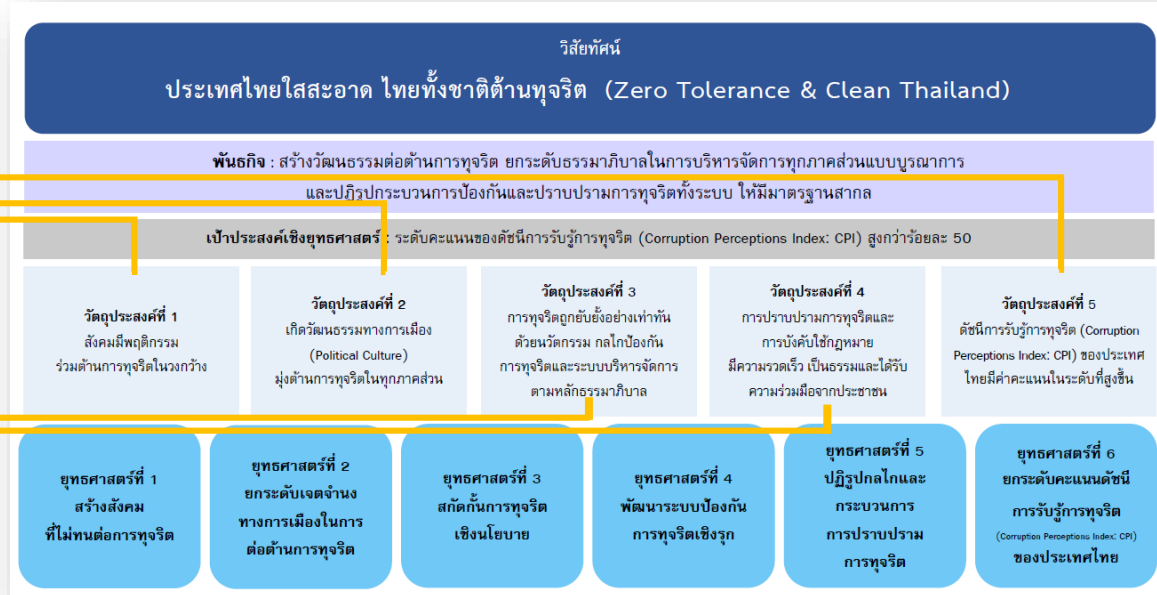 วิสัยทัศน์
ประเทศไทยใสสะอาด ไทยทั้งชาติต้านทุจริต (Zero Tolerance & Clean Thailand)
พันธกิจ : สร้างวัฒนธรรมต่อต้านการทุจริต ยกระดับธรรมาภิบาลในการบริหารจัดการทุกภาคส่วนแบบบูรณาการ
และปฏิรูปกระบวนการป้องกันและปราบปรามการทุจริตทั้งระบบ ให้มีมาตรฐานสากล
เป้าประสงค์เชิงยุทธศาสตร์ : ระดับคะแนนของดัชนีการรับรู้การทุจริต (Corruption Perceptions Index: CPI) สูงกว่าร้อยละ 50
วัตถุประสงค์ที่ 1
สังคมมีพฤติกรรม
ร่วมต้านการทุจริตในวงกว้าง
วัตถุประสงค์ที่ 2
เกิดวัฒนธรรมทางการเมือง
(Political Culture)
มุ่งต้านการทุจริตในทุกภาคส่วน
วัตถุประสงค์ที่ 3
การทุจริตถูกยับยั้งอย่างเท่าทัน
ด้วยนวัตกรรม กลไกป้องกัน
การทุจริตและระบบบริหารจัดการ
ตามหลักธรรมาภิบาล
วัตถุประสงค์ที่ 4
การปราบปรามการทุจริตและ
การบังคับใช้กฎหมาย
มีความรวดเร็ว เป็นธรรมและได้รับ
ความร่วมมือจากประชาชน
วัตถุประสงค์ที่ 5
ดัชนีการรับรู้การทุจริต (Corruption
Perceptions Index: CPI) ของประเทศ
ไทยมีค่าคะแนนในระดับที่สูงขึ้น
ยุทธศาสตร์ที่ 1
สร้างสังคม
ที่ไม่ทนต่อการทุจริต
ยุทธศาสตร์ที่ 2
ยกระดับเจตจำนง
ทางการเมืองในการ
ต่อต้านการทุจริต
ยุทธศาสตร์ที่ 3
สกัดกั้นการทุจริต
เชิงนโยบาย
ยุทธศาสตร์ที่ 4
พัฒนาระบบป้องกัน
การทุจริตเชิงรุก
ยุทธศาสตร์ที่ 5
ปฏิรูปกลไกและ
กระบวนการ
การปราบปราม
การทุจริต
ยุทธศาสตร์ที่ 6
ยกระดับคะแนนดัชนี
การรับรู้การทุจริต
(Corruption Perceptions Index: CPI)
ของประเทศไทย